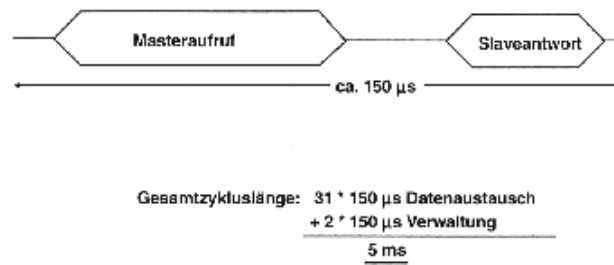 Masteraufruf
Slaveantwort
ca. 150 µs
Gesamtzykluslänge: 31 * 150 µs Datenaustausch
+ 2 * 150 µs Verwaltung
5 ms